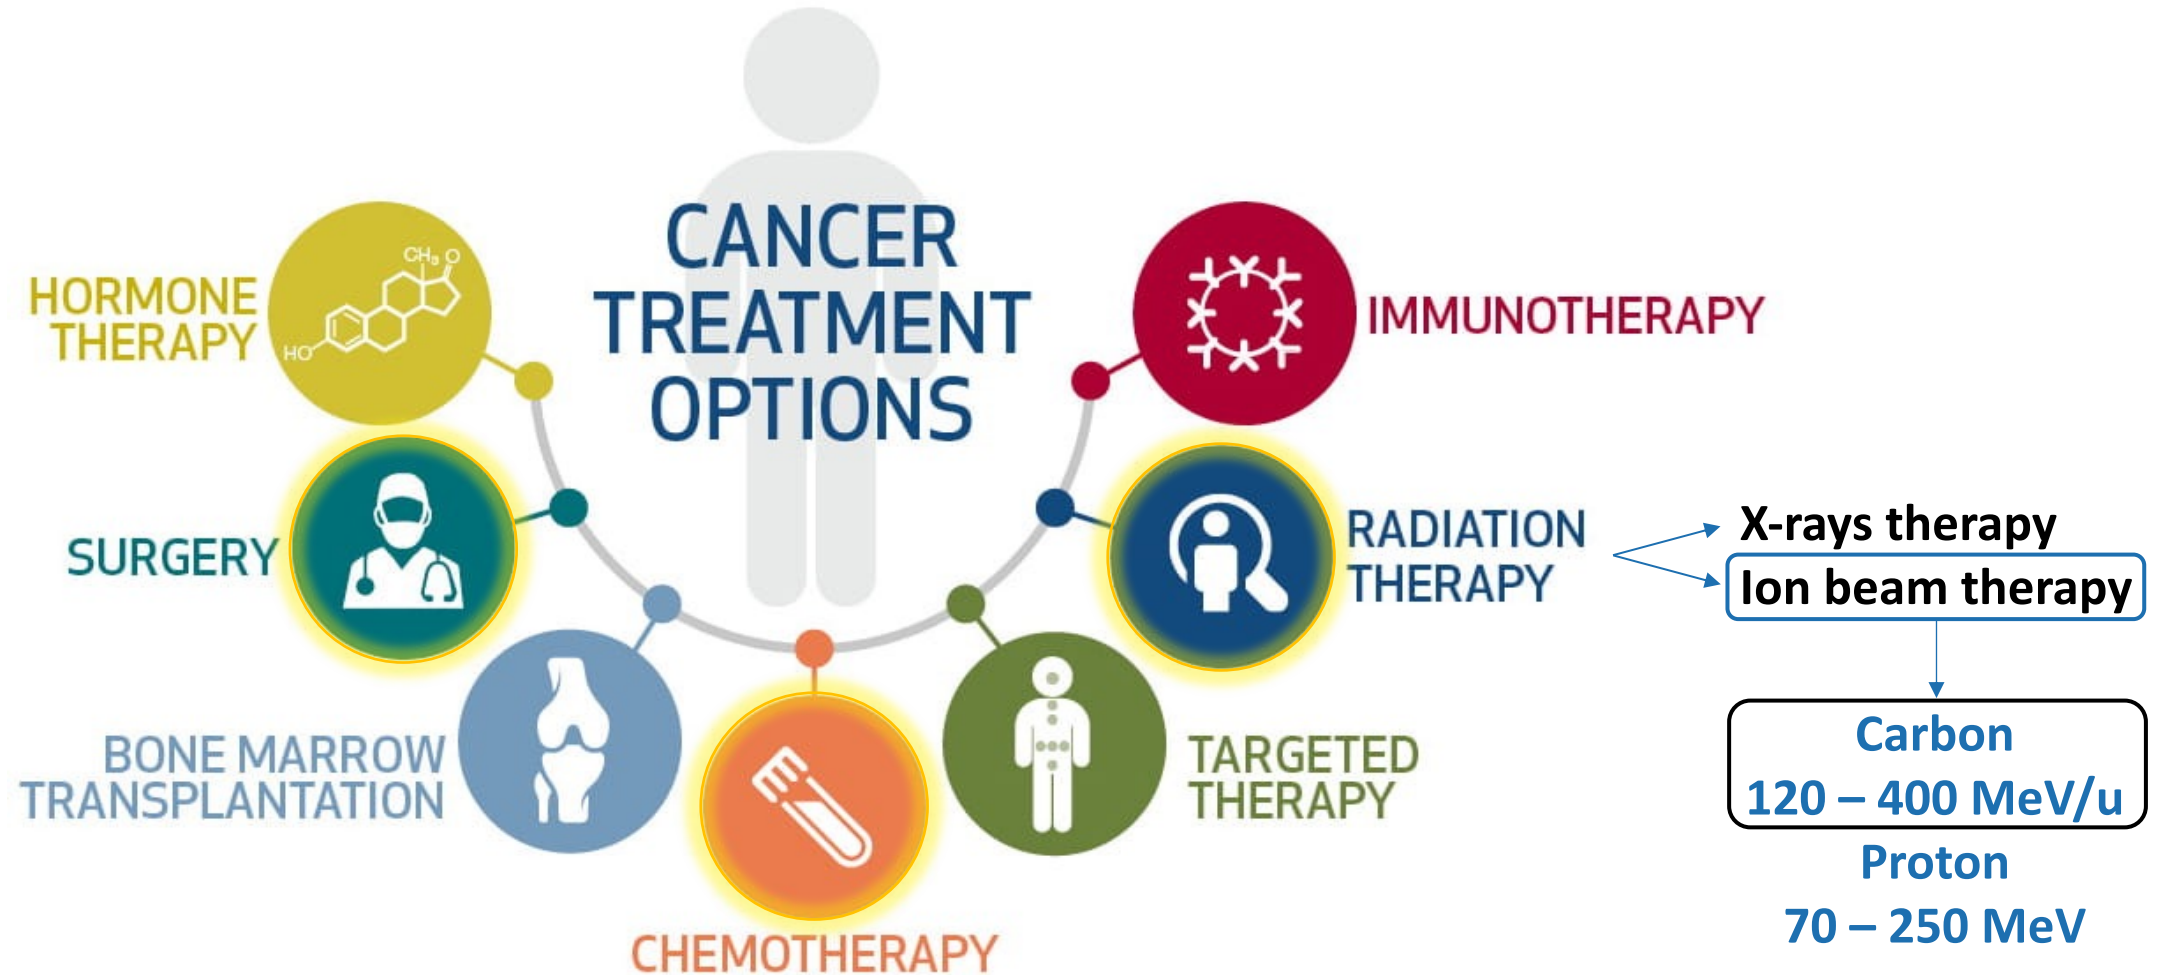 CANCER
TREATMENT
OPTIONS
HORMONE
THERAPY
CH₃ O
HO
SURGERY
BONE MARROW
TRANSPLANTATION
CHEMOTHERAPY
TARGETED
THERAPY
RADIATION
THERAPY
IMMUNOTHERAPY
X-rays therapy
Ion beam therapy
Carbon
120 – 400 MeV/u
Proton
70 – 250 MeV